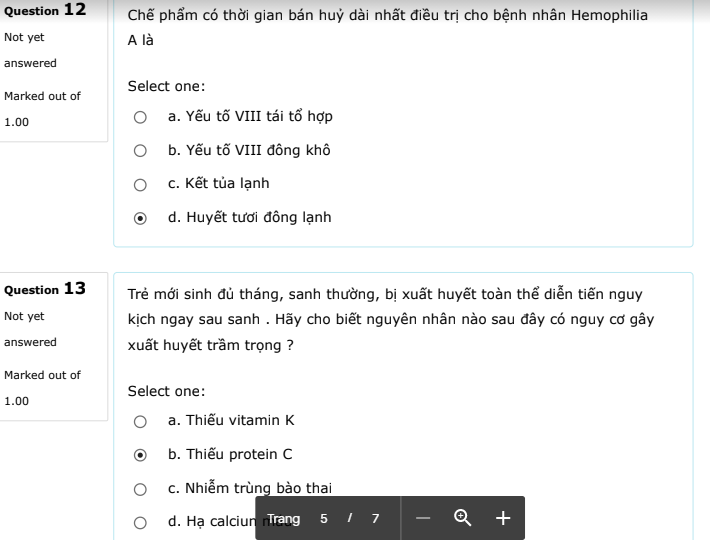 Question 12
Not yet
answered
Marked out of
1.00
Chế phẩm có thời gian bán huỷ dài nhất điều trị cho bệnh nhân Hemophilia
A là
Select one:
a. Yếu tố VIII tái tổ hợp
b. Yếu tố VIII đông khô
c. Kết tủa lạnh
d. Huyết tươi đông lạnh
Question 13
Not yet
answered
Marked out of
1.00
Trẻ mới sinh đủ tháng, sanh thường, bị xuất huyết toàn thể diễn tiến nguy
kịch ngay sau sanh . Hãy cho biết nguyên nhân nào sau đây có nguy cơ gây
xuất huyết trầm trọng ?
Select one:
a. Thiếu vitamin K
b. Thiếu protein C
c. Nhiễm trùng bào thai
d. Hạ calciun
Trang 5 / 7